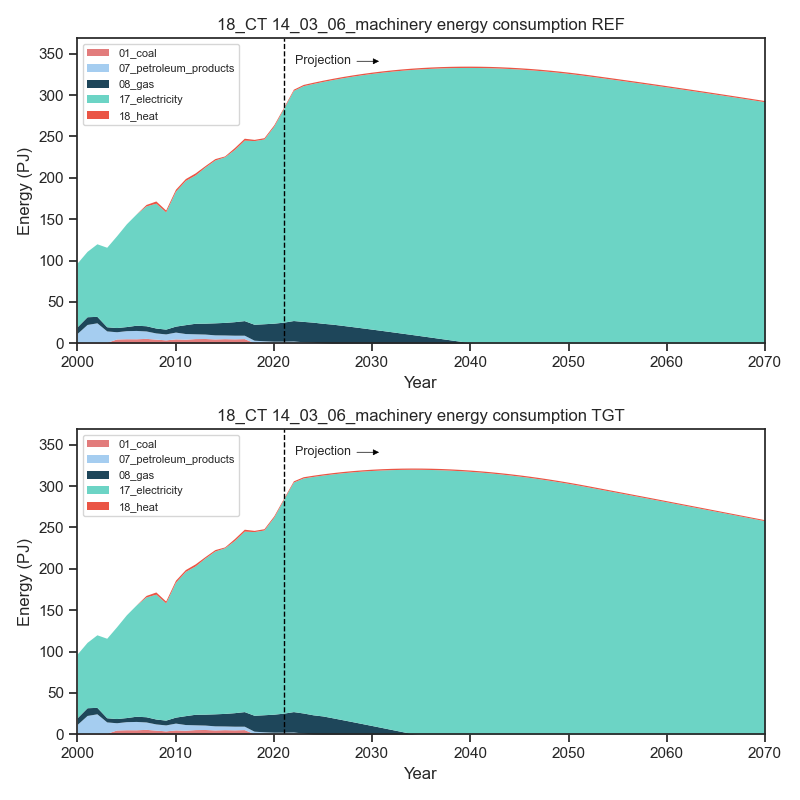 18_CT 14_03_06_machinery energy consumption REF
350
300
250
200
150
100
50
0
Energy (PJ)
01_coal
07_petroleum_products
08_gas
17_electricity
18_heat
Projection
2000 2010 2020 2030 2040 2050 2060 2070
Year
18_CT 14_03_06_machinery energy consumption TGT
350
300
250
200
150
100
50
0
Energy (PJ)
01_coal
07_petroleum_products
08_gas
17_electricity
18_heat
Projection
2000 2010 2020 2030 2040 2050 2060 2070
Year